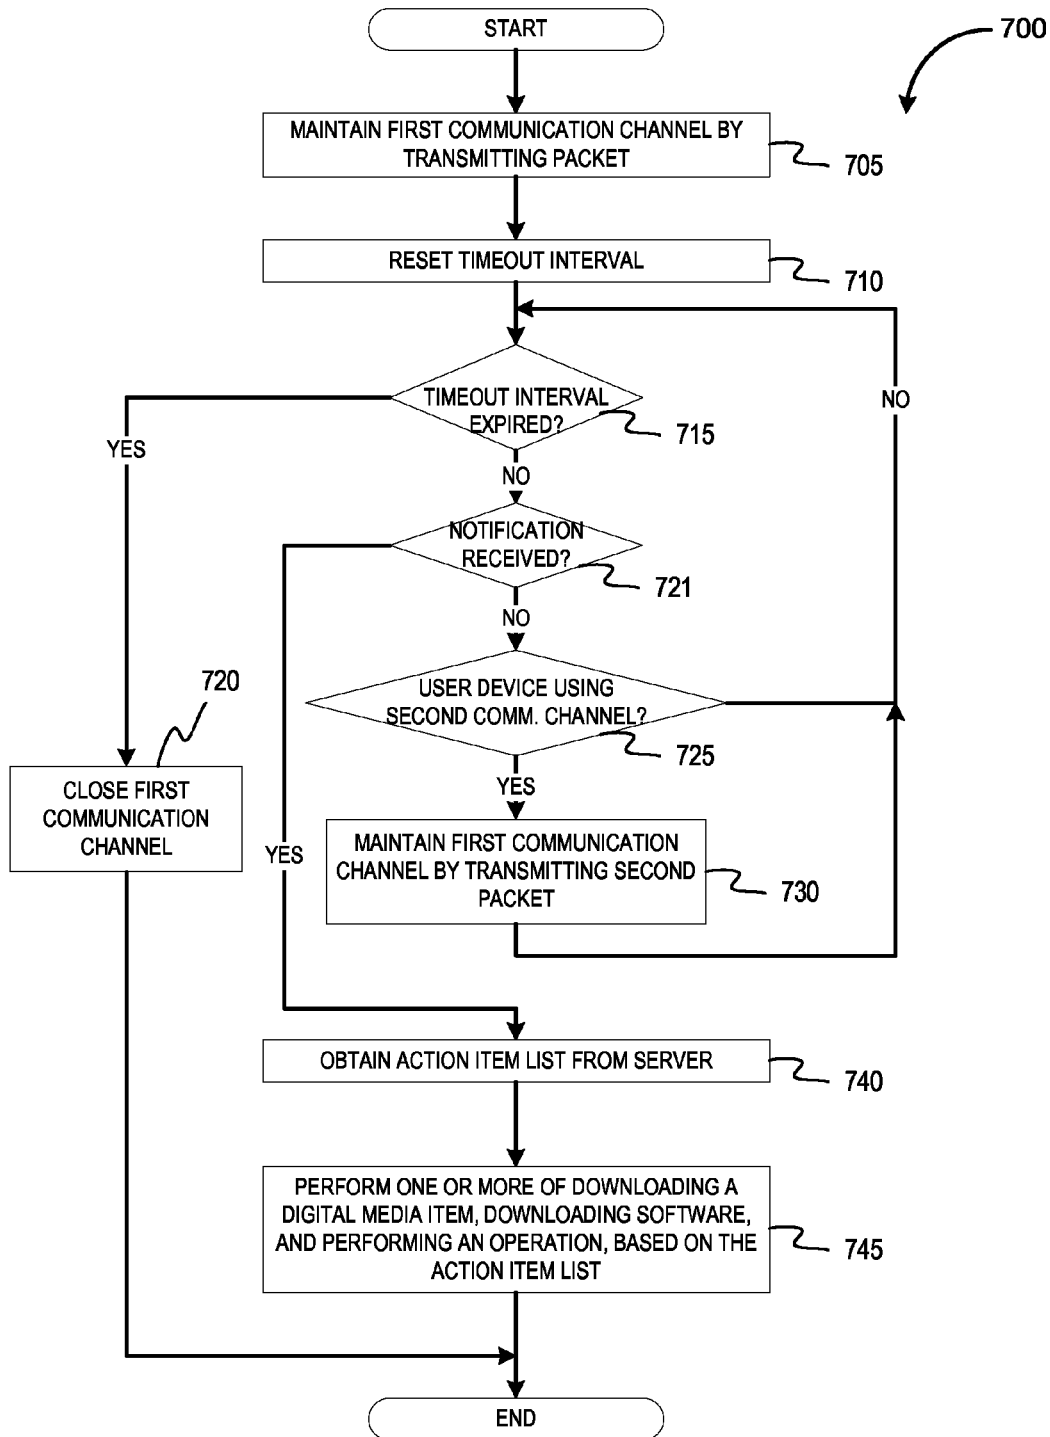 START
700
MAINTAIN FIRST COMMUNICATION CHANNEL BY
TRANSMITTING PACKET
705
RESET TIMEOUT INTERVAL
710
TIMEOUT INTERVAL
EXPIRED?
715
NO
YES
NO
NOTIFICATION
RECEIVED?
721
NO
USER DEVICE USING
SECOND COMM. CHANNEL?
725
720
YES
CLOSE FIRST
COMMUNICATION
CHANNEL
YES
MAINTAIN FIRST COMMUNICATION
CHANNEL BY TRANSMITTING SECOND
PACKET
730
OBTAIN ACTION ITEM LIST FROM SERVER
740
PERFORM ONE OR MORE OF DOWNLOADING A
DIGITAL MEDIA ITEM, DOWNLOADING SOFTWARE,
AND PERFORMING AN OPERATION, BASED ON THE
ACTION ITEM LIST
745
END